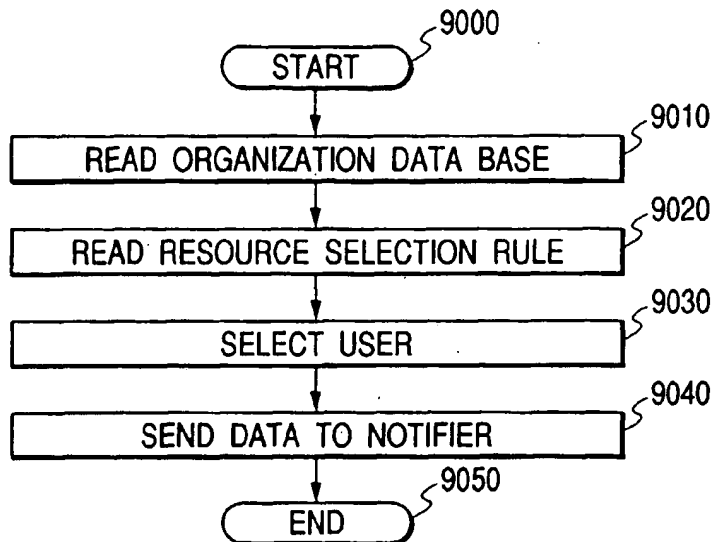 9000
START
9010
READ ORGANIZATION DATA BASE
9020
READ RESOURCE SELECTION RULE
9030
SELECT USER
9040
SEND DATA TO NOTIFIER
9050
END